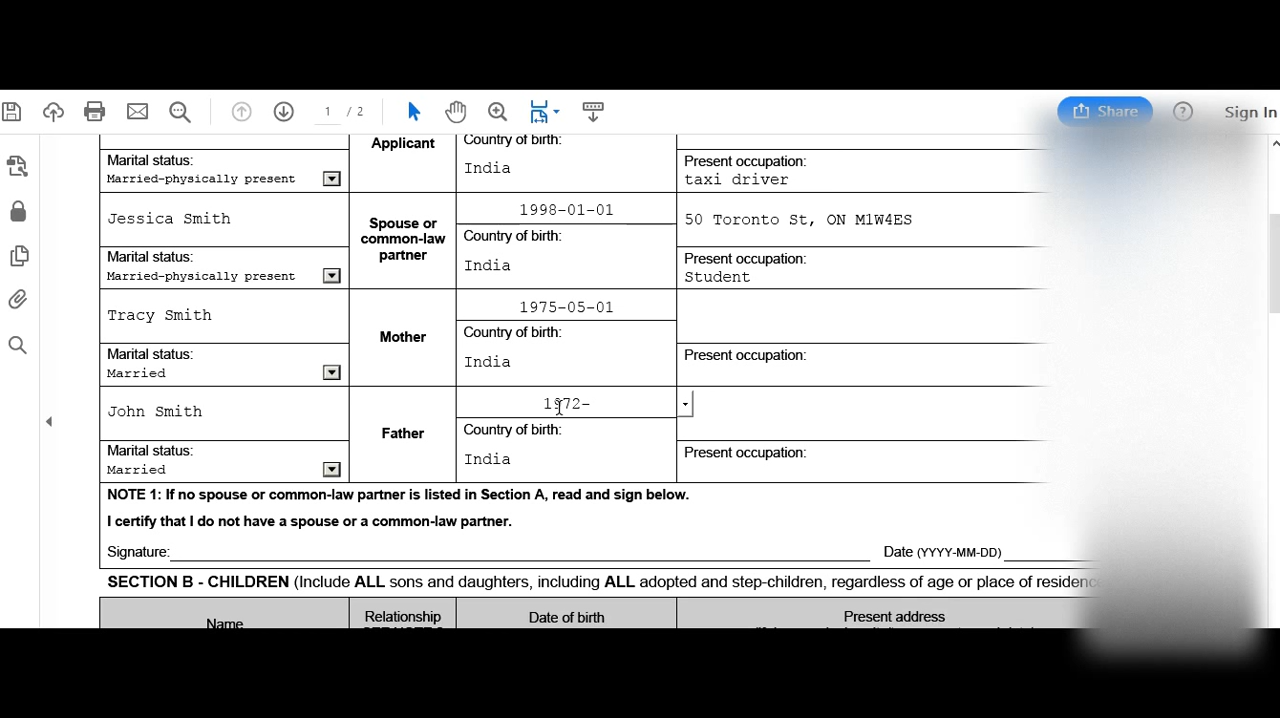 1 / 2
Share
Sign In
Applicant
Country of birth:
India
Marital status:
Married-physically present
Present occupation:
taxi driver
Jessica Smith
Spouse or
common-law
partner
1998-01-01
50 Toronto St, ON M1W4ES
Country of birth:
India
Marital status:
Married-physically present
Present occupation:
Student
Tracy Smith
Mother
1975-05-01
Country of birth:
India
Marital status:
Married
Present occupation:
John Smith
Father
1972-
Country of birth:
India
Marital status:
Married
Present occupation:
NOTE 1: If no spouse or common-law partner is listed in Section A, read and sign below.
I certify that I do not have a spouse or a common-law partner.
Signature:
Date (YYYY-MM-DD)
SECTION B - CHILDREN (Include ALL sons and daughters, including ALL adopted and step-children, regardless of age or place of residence
Name
Relationship
Date of birth
Present address